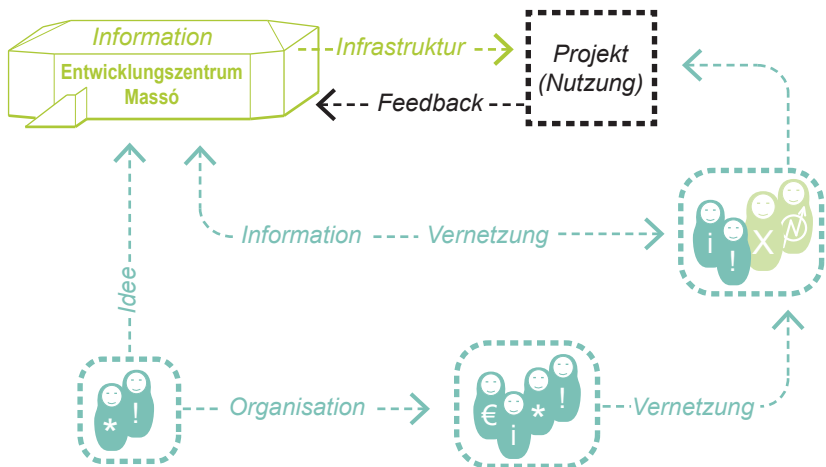 Information
Entwicklungszentrum
Massó
Infrastruktur
Feedback
Projekt
(Nutzung)
Information
Vernetzung
i
!
X
N
Idee
*
!
Organisation
€
i
*
!
Vernetzung